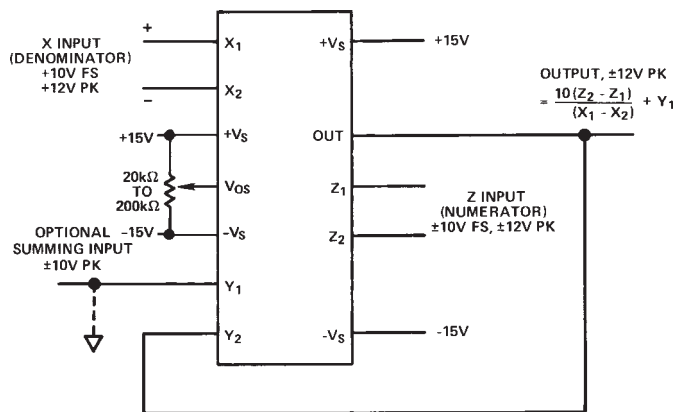 X INPUT
(DENOMINATOR)
+10V FS
+12V PK
+
–
X₁
X₂
+15V
+VS
20kΩ
TO
200kΩ
VOS
-15V
-VS
OPTIONAL
SUMMING INPUT
±10V PK
Y₁
Y₂
+VS
+15V
OUT
OUTPUT, ±12V PK
= 10(Z₂ - Z₁) / (X₁ - X₂) + Y₁
Z₁
Z₂
Z INPUT
(NUMERATOR)
±10V FS, ±12V PK
-VS
-15V